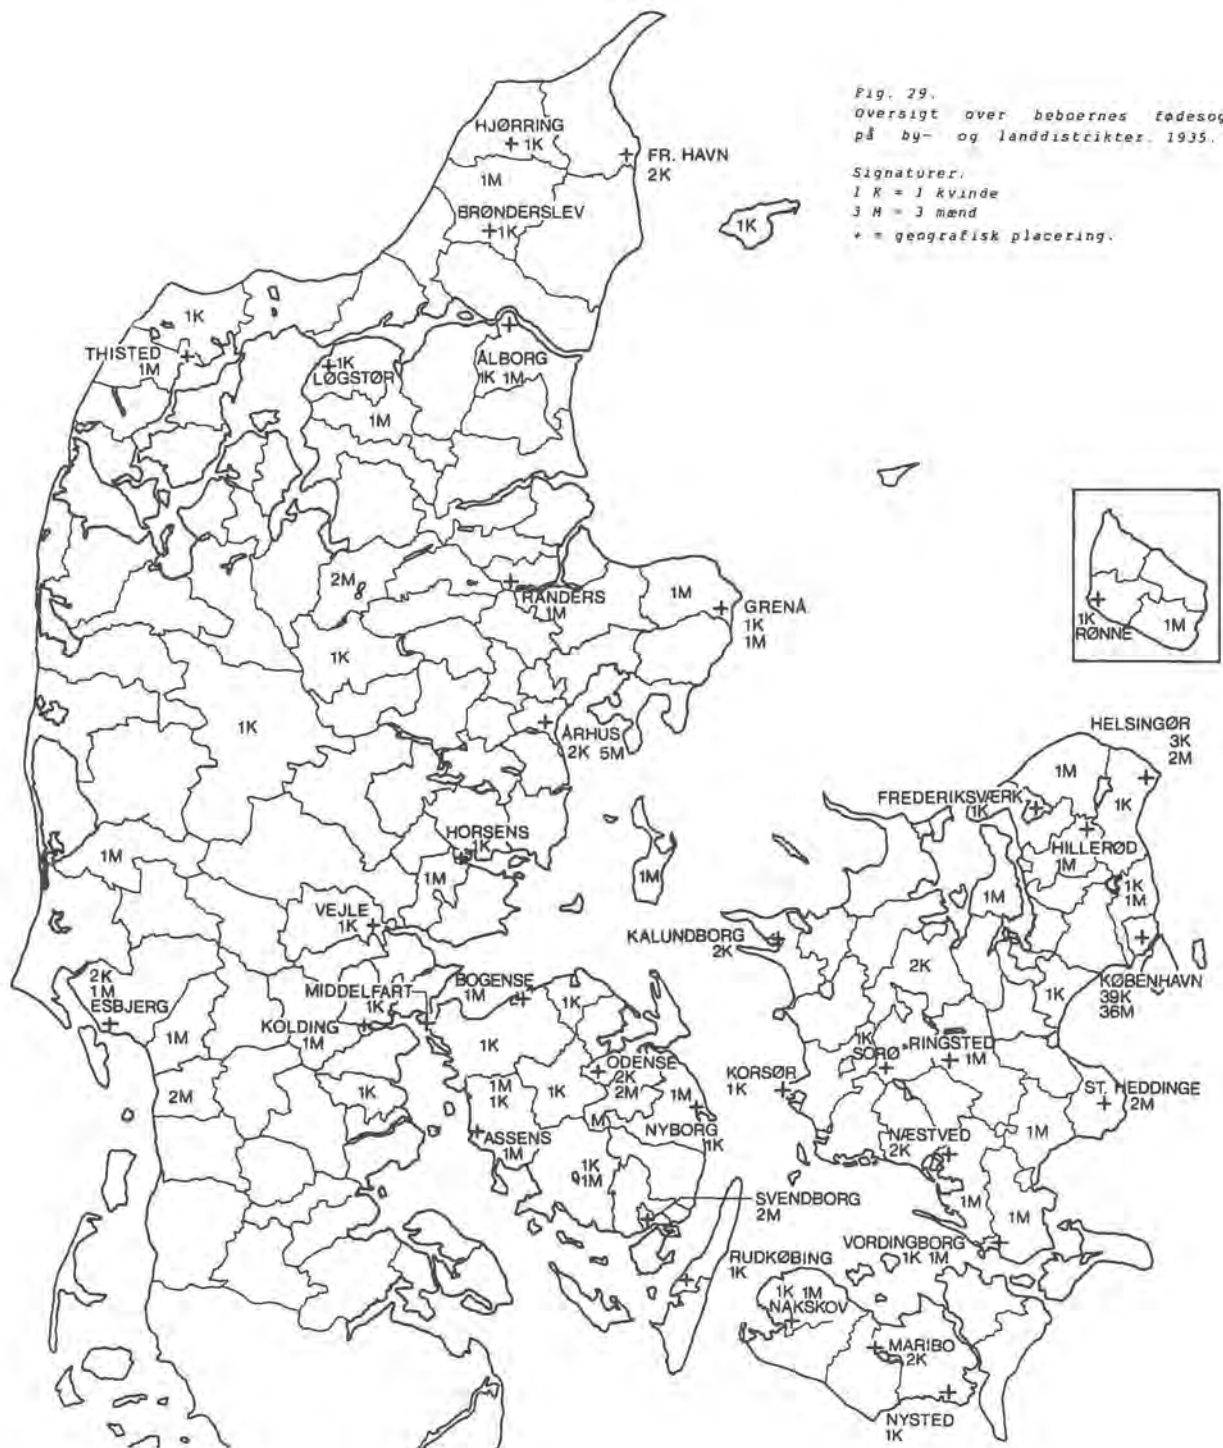 Fig. 29.
Oversigt over beboernes fødesog
på by- og landdistrikter. 1935.
Signaturer.
1 K = 1 kvinde
3 M = 3 mænd
+ = geografisk placering.
HJØRRING
1K
FR. HAVN
2K
1M
BRØNDERSLEV
1K
1K
1K
THISTED
1M
1K
LØGSTØR
ÅLBORG
1K 1M
1M
2M
RANDERS
1M
1M
GRENÅ
1K
1M
1K
1K
ÅRHUS
2K 5M
1K
RØNNE
1M
HELSINGØR
3K
2M
1M
FREDERIKSVÆRK
1K
1K
HILLERØD
1M
HORSENS
1K
1M
1M
1M
1M
1K
1M
VEJLE
1K
KALUNDBORG
2K
2K
KØBENHAVN
39K
36M
1K
2K
1M
ESBJERG
MIDDELFART
1K
BOGENSE
1M
1K
1M
KOLDING
1M
1K
1K
SORØ
RINGSTED
1M
ODENSE
2K
2M
KORSØR
1K
ST. HEDDINGE
2M
2M
1K
1M
1K
1K
1M
M
NYBORG
1K
ASSENS
1M
NÆSTVED
2K
1M
1K
1M
SVENDBORG
2M
1M
1M
VORDINGBORG
1K 1M
RUDKØBING
1K
1K 1M
NAKSKOV
MARIBO
2K
NYSTED
1K